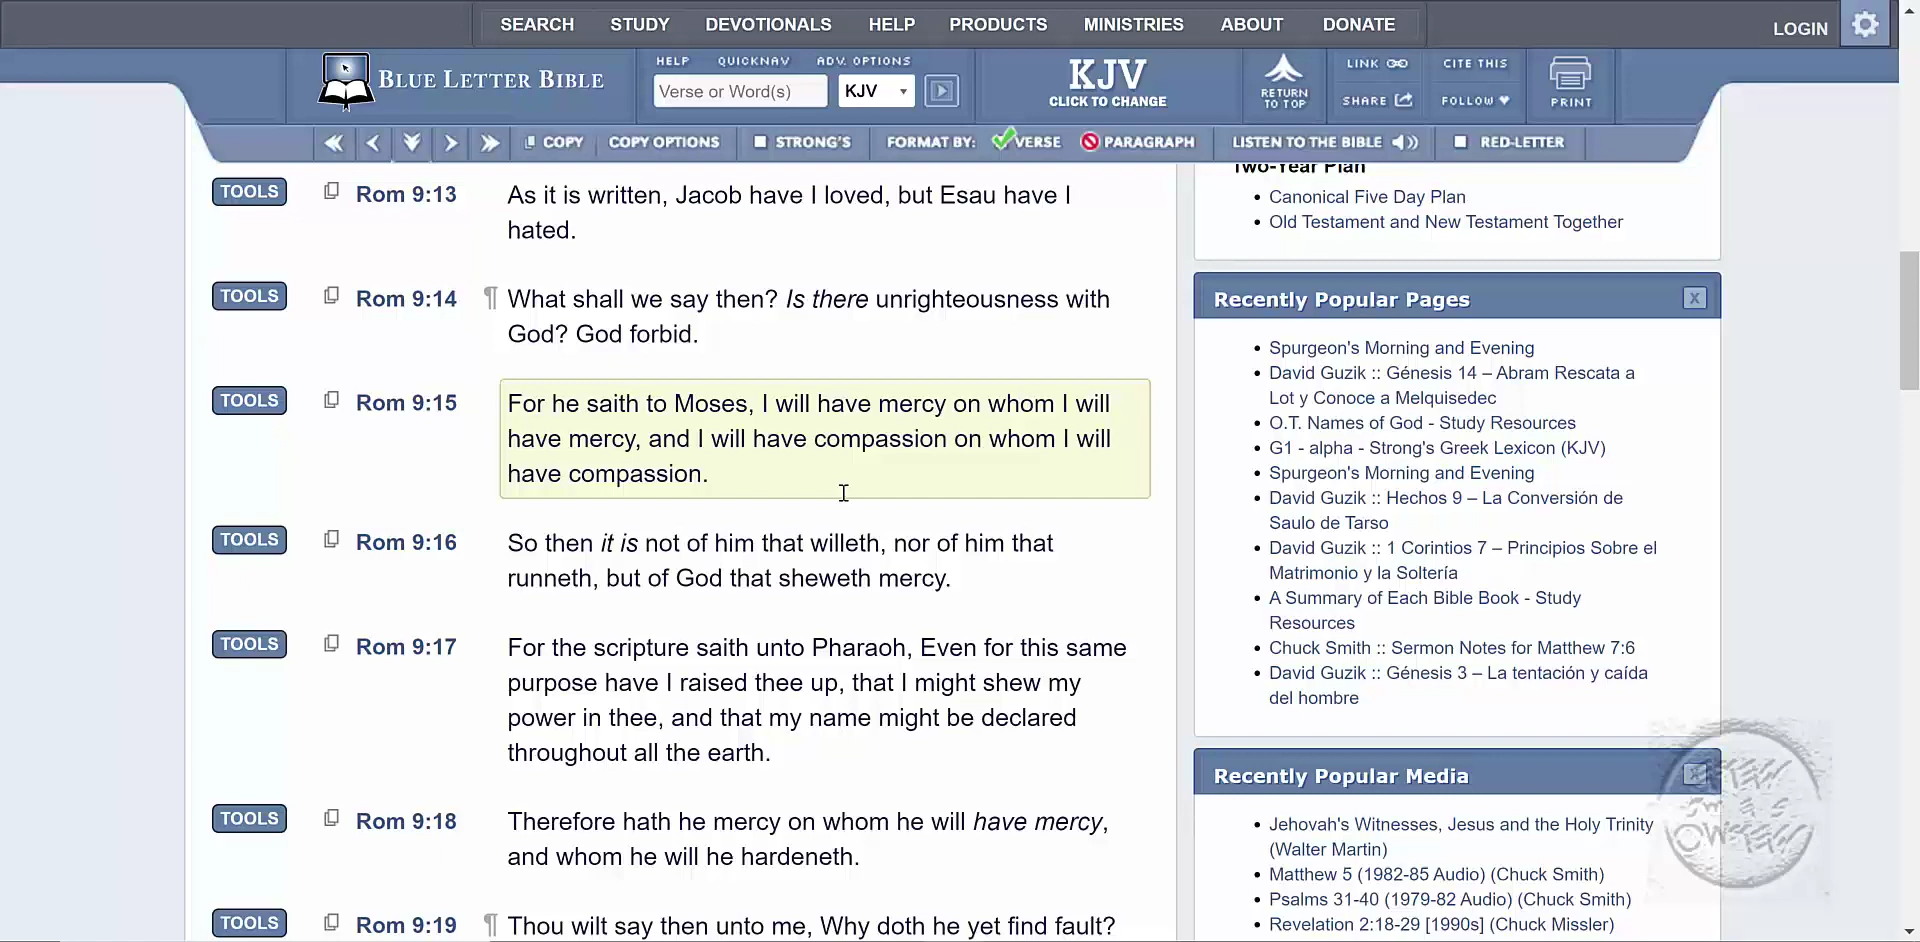 SEARCH STUDY DEVOTIONALS HELP PRODUCTS MINISTRIES ABOUT DONATE
LOGIN
BLUE LETTER BIBLE
HELP QUICKNAV ADV. OPTIONS
Verse or Word(s) KJV
KJV
CLICK TO CHANGE
RETURN
TO TOP
LINK
CITE THIS
SHARE
FOLLOW
PRINT
COPY COPY OPTIONS STRONG'S FORMAT BY: VERSE PARAGRAPH LISTEN TO THE BIBLE RED-LETTER
TOOLS Rom 9:13 As it is written, Jacob have I loved, but Esau have I
hated.
TOOLS Rom 9:14 ¶ What shall we say then? Is there unrighteousness with
God? God forbid.
TOOLS Rom 9:15 For he saith to Moses, I will have mercy on whom I will
have mercy, and I will have compassion on whom I will
have compassion.
TOOLS Rom 9:16 So then it is not of him that willeth, nor of him that
runneth, but of God that sheweth mercy.
TOOLS Rom 9:17 For the scripture saith unto Pharaoh, Even for this same
purpose have I raised thee up, that I might shew my
power in thee, and that my name might be declared
throughout all the earth.
TOOLS Rom 9:18 Therefore hath he mercy on whom he will have mercy,
and whom he will he hardeneth.
TOOLS Rom 9:19 ¶ Thou wilt say then unto me, Why doth he yet find fault?
Two-Year Plan
• Canonical Five Day Plan
• Old Testament and New Testament Together
Recently Popular Pages X
• Spurgeon's Morning and Evening
• David Guzik :: Génesis 14 – Abram Rescata a
Lot y Conoce a Melquisedec
• O.T. Names of God - Study Resources
• G1 - alpha - Strong's Greek Lexicon (KJV)
• Spurgeon's Morning and Evening
• David Guzik :: Hechos 9 – La Conversión de
Saulo de Tarso
• David Guzik :: 1 Corintios 7 – Principios Sobre el
Matrimonio y la Soltería
• A Summary of Each Bible Book - Study
Resources
• Chuck Smith :: Sermon Notes for Matthew 7:6
• David Guzik :: Génesis 3 – La tentación y caída
del hombre
Recently Popular Media
• Jehovah's Witnesses, Jesus and the Holy Trinity
(Walter Martin)
• Matthew 5 (1982-85 Audio) (Chuck Smith)
• Psalms 31-40 (1979-82 Audio) (Chuck Smith)
• Revelation 2:18-29 [1990s] (Chuck Missler)